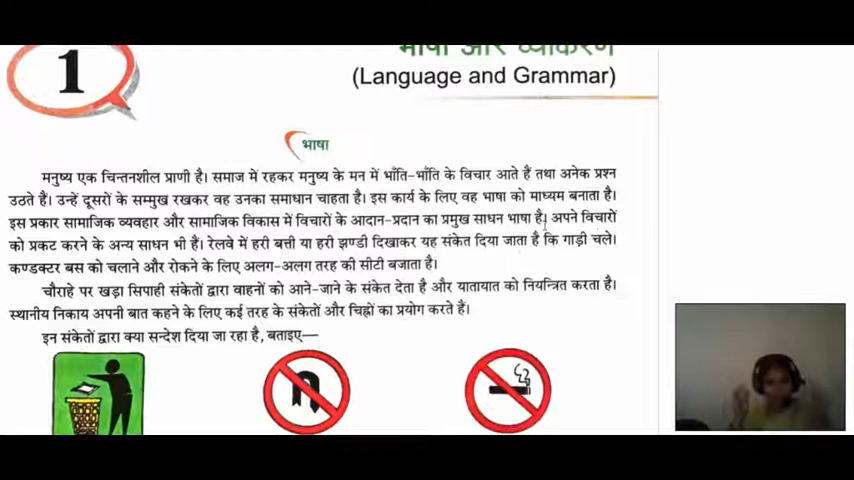 1
भाषा और व्याकरण
(Language and Grammar)
भाषा
मनुष्य एक चिन्तनशील प्राणी है। समाज में रहकर मनुष्य के मन में भाँति-भाँति के विचार आते हैं तथा अनेक प्रश्न
उठते हैं। उन्हें दूसरों के सम्मुख रखकर वह उनका समाधान चाहता है। इस कार्य के लिए वह भाषा को माध्यम बनाता है।
इस प्रकार सामाजिक व्यवहार और सामाजिक विकास में विचारों के आदान-प्रदान का प्रमुख साधन भाषा है। अपने विचारों
को प्रकट करने के अन्य साधन भी हैं। रेलवे में हरी बत्ती या हरी झण्डी दिखाकर यह संकेत दिया जाता है कि गाड़ी चले।
कण्डक्टर बस को चलाने और रोकने के लिए अलग-अलग तरह की सीटी बजाता है।
चौराहे पर खड़ा सिपाही संकेतों द्वारा वाहनों को आने-जाने के संकेत देता है और यातायात को नियन्त्रित करता है।
स्थानीय निकाय अपनी बात कहने के लिए कई तरह के संकेतों और चिह्नों का प्रयोग करते हैं।
इन संकेतों द्वारा क्या सन्देश दिया जा रहा है, बताइए—